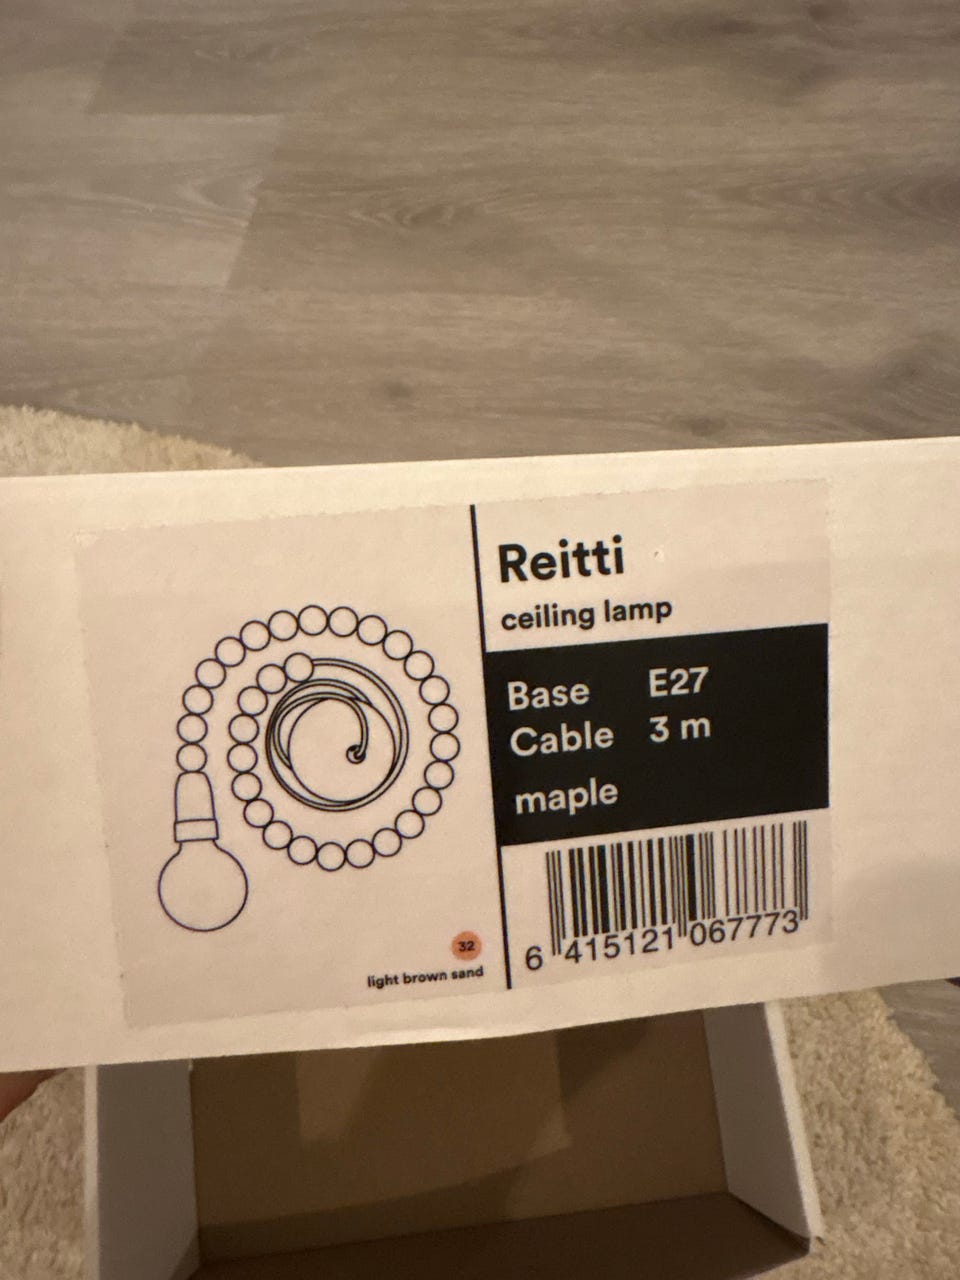 Reitti
ceiling lamp
Base E27
Cable 3 m
maple
6 415121 067773
32
light brown sand